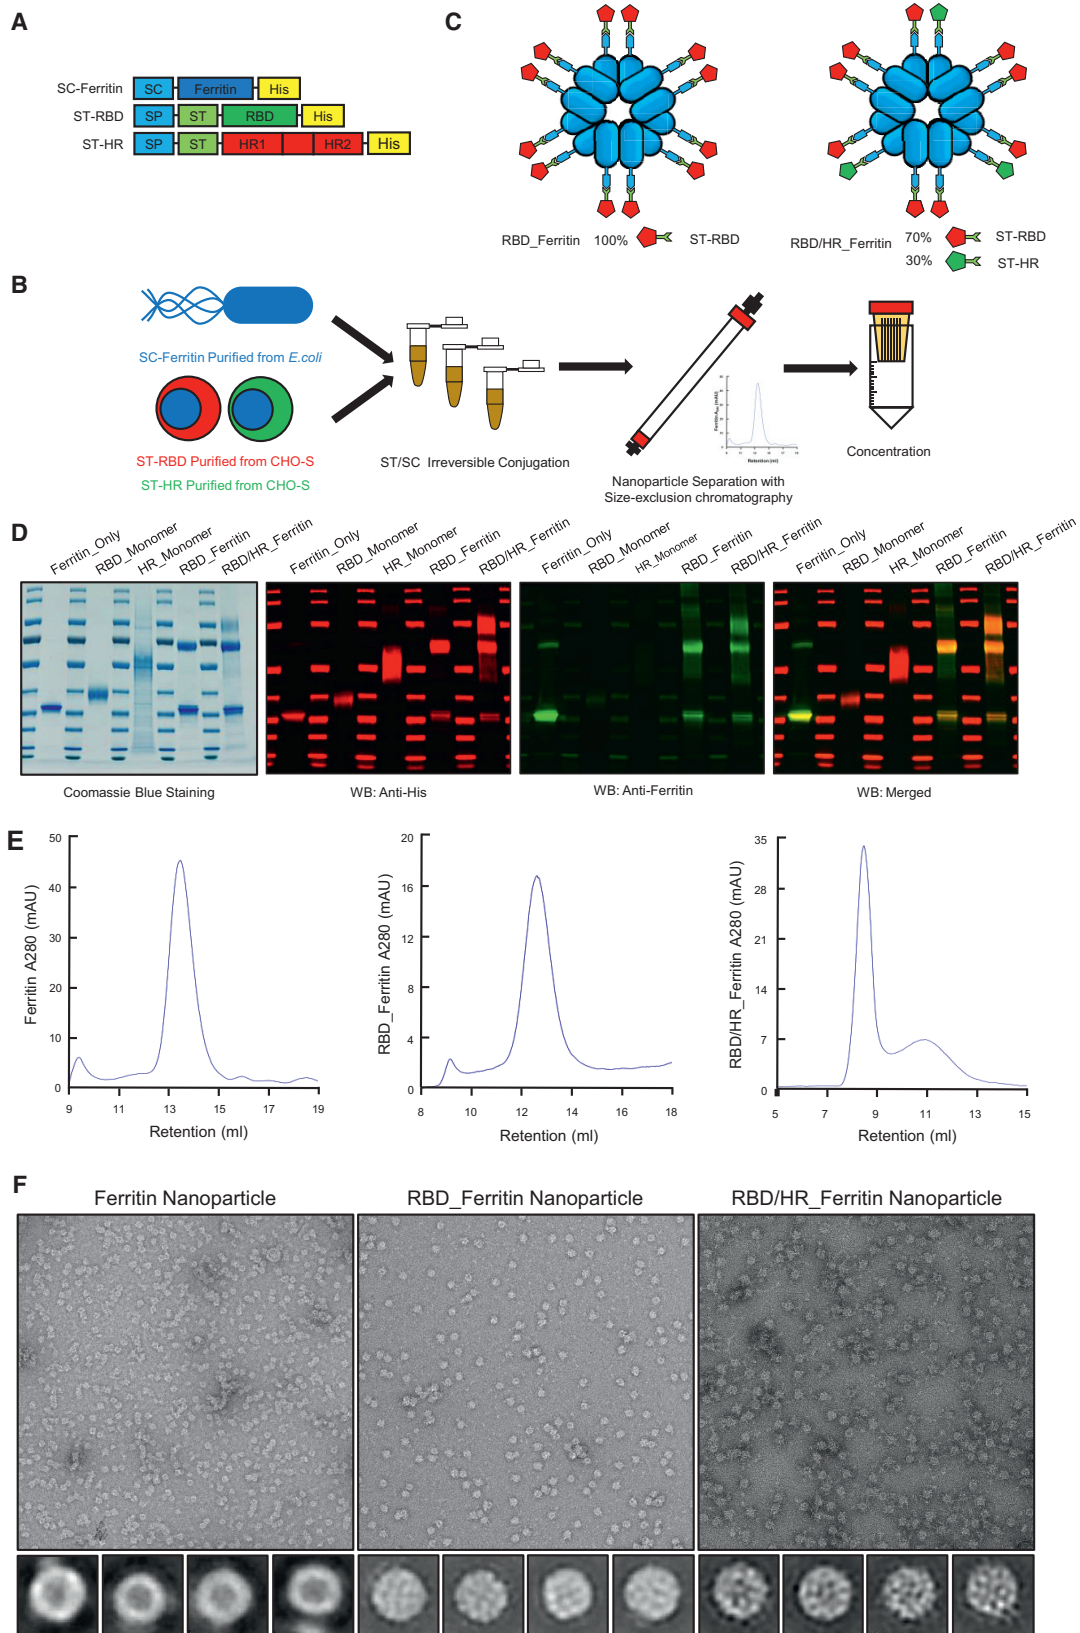 A
SC-Ferritin SC Ferritin His
ST-RBD SP ST RBD His
ST-HR SP ST HR1 HR2 His
C
RBD_Ferritin 100% ST-RBD
RBD/HR_Ferritin 70% ST-RBD
30% ST-HR
B
SC-Ferritin Purified from E.coli
ST-RBD Purified from CHO-S
ST-HR Purified from CHO-S
ST/SC Irreversible Conjugation
Retention (ml)
Nanoparticle Separation with
Size-exclusion chromatography
Concentration
D
Ferritin_Only RBD_Monomer HR_Monomer RBD_Ferritin RBD/HR_Ferritin
Ferritin_Only RBD_Monomer HR_Monomer RBD_Ferritin RBD/HR_Ferritin
Ferritin_Only RBD_Monomer HR_Monomer RBD_Ferritin RBD/HR_Ferritin
Ferritin_Only RBD_Monomer HR_Monomer RBD_Ferritin RBD/HR_Ferritin
Coomassie Blue Staining
WB: Anti-His
WB: Anti-Ferritin
WB: Merged
E
Ferritin A280 (mAU)
50
40
30
20
10
0
9 11 13 15 17 19
Retention (ml)
RBD_Ferritin A280 (mAU)
20
16
12
8
4
0
8 10 12 14 16 18
Retention (ml)
RBD/HR_Ferritin A280 (mAU)
35
28
21
14
7
0
5 7 9 11 13 15
Retention (ml)
F
Ferritin Nanoparticle
RBD_Ferritin Nanoparticle
RBD/HR_Ferritin Nanoparticle